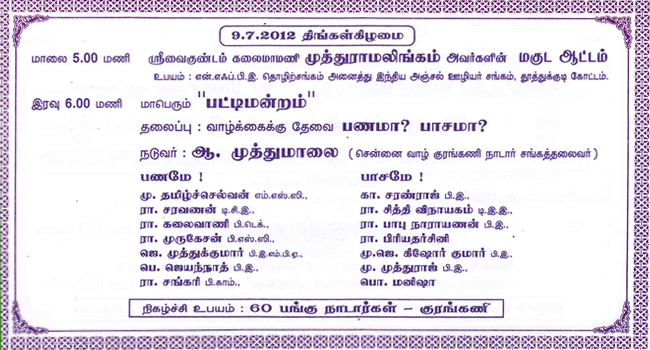 9.7.2012 திங்கள்கிழமை
மாலை 5.00 மணி ஸ்ரீவைகுண்டம் கலைமாமணி முத்துராமலிங்கம் அவர்களின் மகுட ஆட்டம்
உபயம் : என்.எஃப்.பி.இ. தொழிற்சங்கம் அனைத்து இந்திய அஞ்சல் ஊழியர் சங்கம், தூத்துக்குடி கோட்டம்.
இரவு 6.00 மணி மாபெரும் "பட்டிமன்றம்"
தலைப்பு : வாழ்க்கைக்கு தேவை பணமா? பாசமா?
நடுவர் : ஆ. முத்துமாலை (சென்னை வாழ் குரங்கணி நாடார் சங்கத்தலைவர்)
பணமே ! பாசமே !
மு. தமிழ்ச்செல்வன் எம்.எஸ்.ஸி., கா. சரண்ராஜ் பி.இ.,
ரா. சரவணன் டி.சி.இ., ரா. சித்தி விநாயகம் டி.இ.இ.,
ரா. கலைவாணி பி.டெக்., ரா. பாபு நாராயணன் பி.இ.,
ரா. முருகேசன் பி.எஸ்.ஸி., ரா. பிரியதர்சினி
ஜெ. முத்துக்குமார் பி.இ.எம்.பி.ஏ., மு.ஜெ. கிஷோர் குமார் பி.இ.,
பெ. ஜெயந்நாத் பி.இ., மு. முத்துராஜ் பி.இ.,
ரா. சங்கரி பி.காம்., பொ. மனிஷா
நிகழ்ச்சி உபயம் : 60 பங்கு நாடார்கள் – குரங்கணி